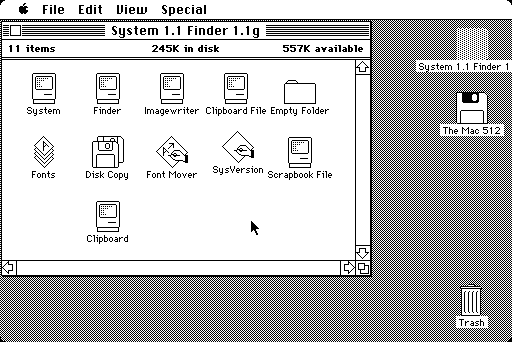 File Edit View Special
System 1.1 Finder 1.1g
11 items 245K in disk 557K available
System Finder Imagewriter Clipboard File Empty Folder
Fonts Disk Copy Font Mover SysVersion Scrapbook File
Clipboard
System 1.1 Finder 1
The Mac 512
Trash